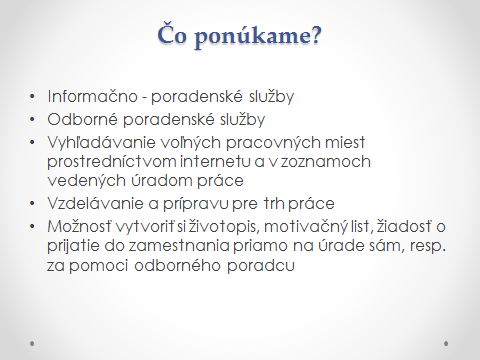 Čo ponúkame?
• Informačno - poradenské služby
• Odborné poradenské služby
• Vyhľadávanie voľných pracovných miest
prostredníctvom internetu a v zoznamoch
vedených úradom práce
• Vzdelávanie a prípravu pre trh práce
• Možnosť vytvoriť si životopis, motivačný list, žiadosť o
prijatie do zamestnania priamo na úrade sám, resp.
za pomoci odborného poradcu